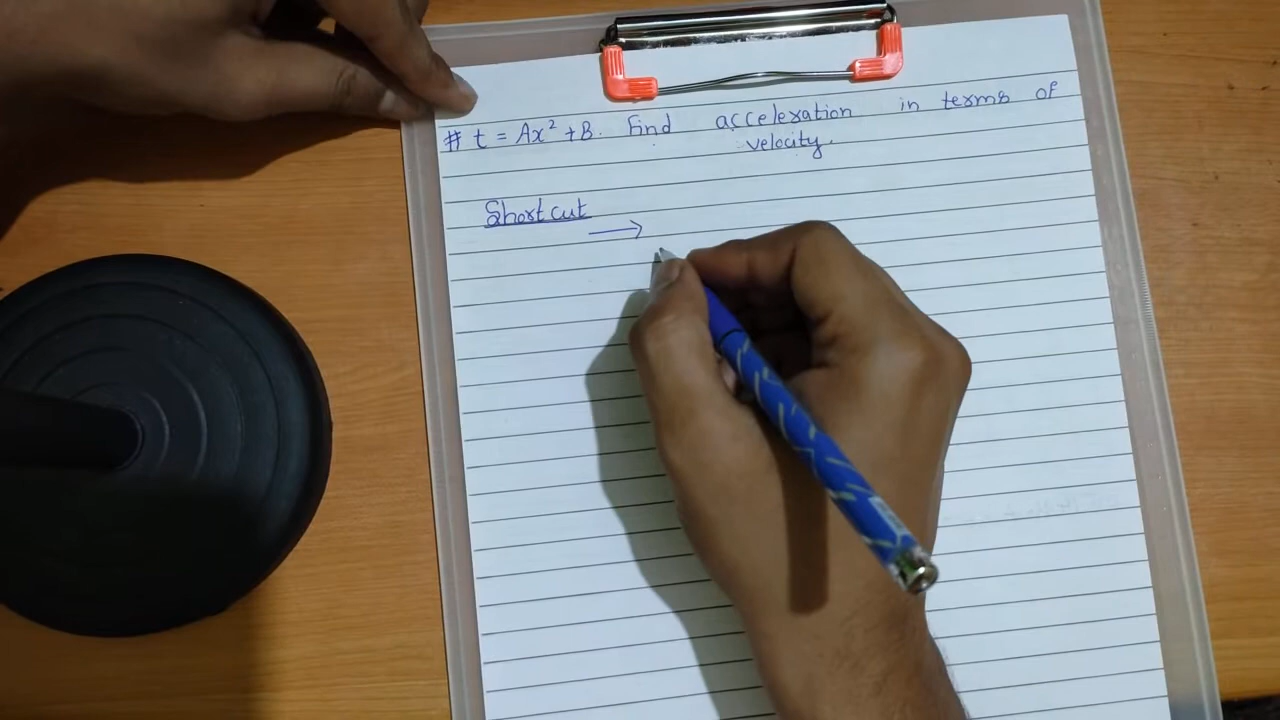 # t = Ax² + B. Find acceleration in terms of
velocity.
Shortcut →